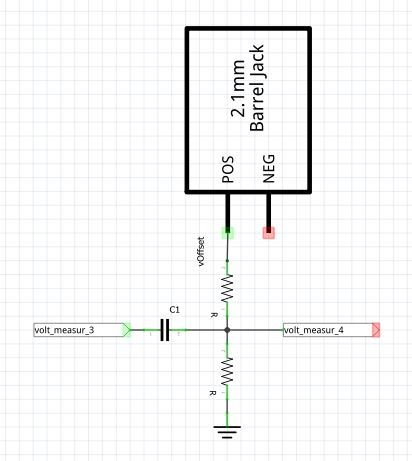 2.1mm
Barrel Jack
POS
NEG
vOffset
R
C1
volt_measur_3
volt_measur_4
R